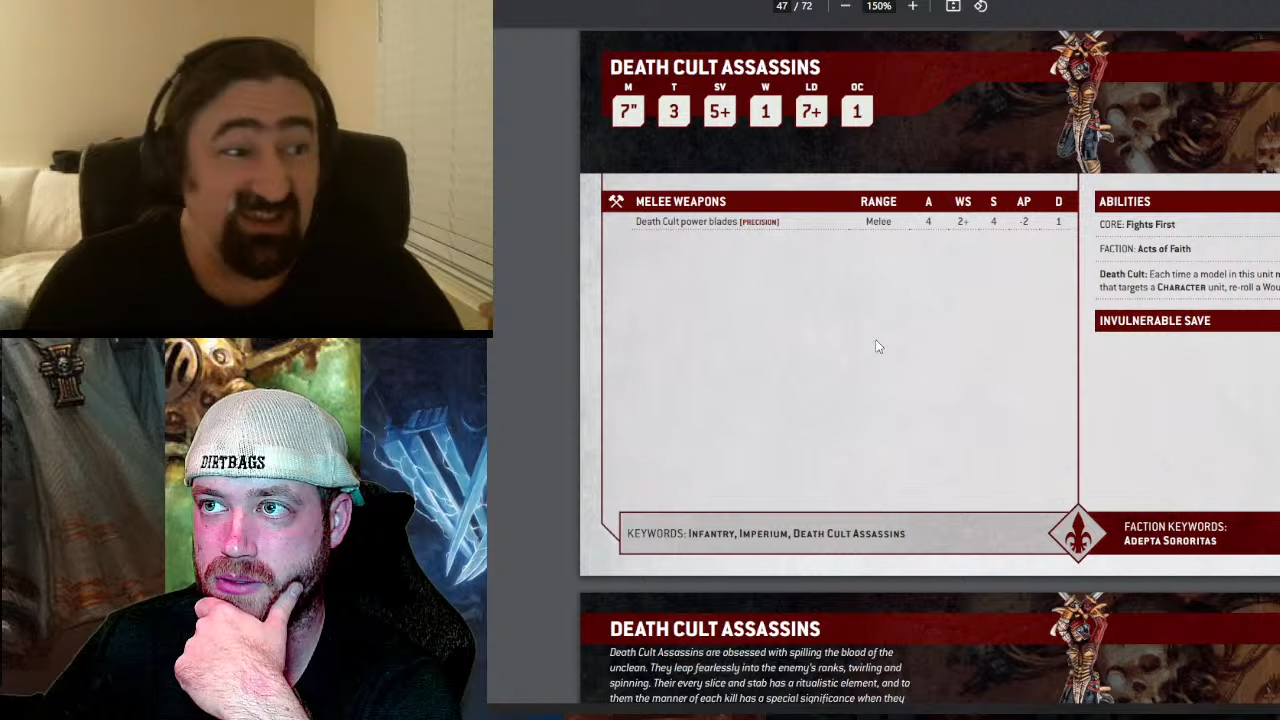 47 / 72
150%
DEATH CULT ASSASSINS
M T SV W LD OC
7" 3 5+ 1 7+ 1
MELEE WEAPONS RANGE A WS S AP D
Death Cult power blades [PRECISION] Melee 4 2+ 4 -2 1
ABILITIES
CORE: Fights First
FACTION: Acts of Faith
Death Cult: Each time a model in this unit
that targets a CHARACTER unit, re-roll a
INVULNERABLE SAVE
KEYWORDS: INFANTRY, IMPERIUM, DEATH CULT ASSASSINS
FACTION KEYWORDS:
ADEPTA SORORITAS
DIRTBAGS
DEATH CULT ASSASSINS
Death Cult Assassins are obsessed with spilling the blood of the
unclean. They leap fearlessly into the enemy's ranks, twirling and
spinning. Their every slice and stab has a ritualistic element, and to
them the manner of each kill has a special significance when they